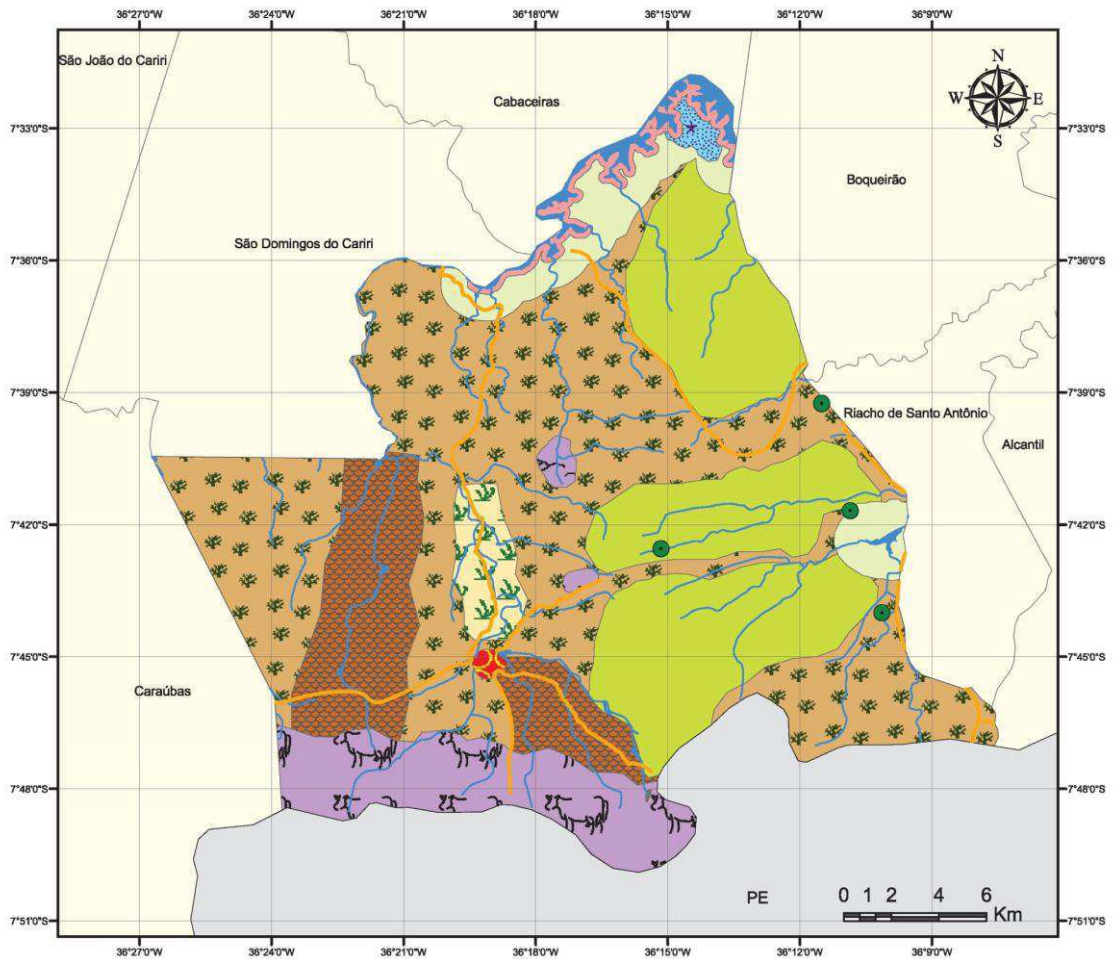 36°27'0"W 36°24'0"W 36°21'0"W 36°18'0"W 36°15'0"W 36°12'0"W 36°9'0"W
São João do Cariri
Cabaceiras
N
W E
S
7°33'0"S 7°33'0"S
Boqueirão
São Domingos do Cariri
7°36'0"S 7°36'0"S
7°39'0"S 7°39'0"S
Riacho de Santo Antônio
Alcantil
7°42'0"S 7°42'0"S
7°45'0"S 7°45'0"S
Caraúbas
7°48'0"S 7°48'0"S
PE
0 1 2 4 6
Km
7°51'0"S 7°51'0"S
36°27'0"W 36°24'0"W 36°21'0"W 36°18'0"W 36°15'0"W 36°12'0"W 36°9'0"W